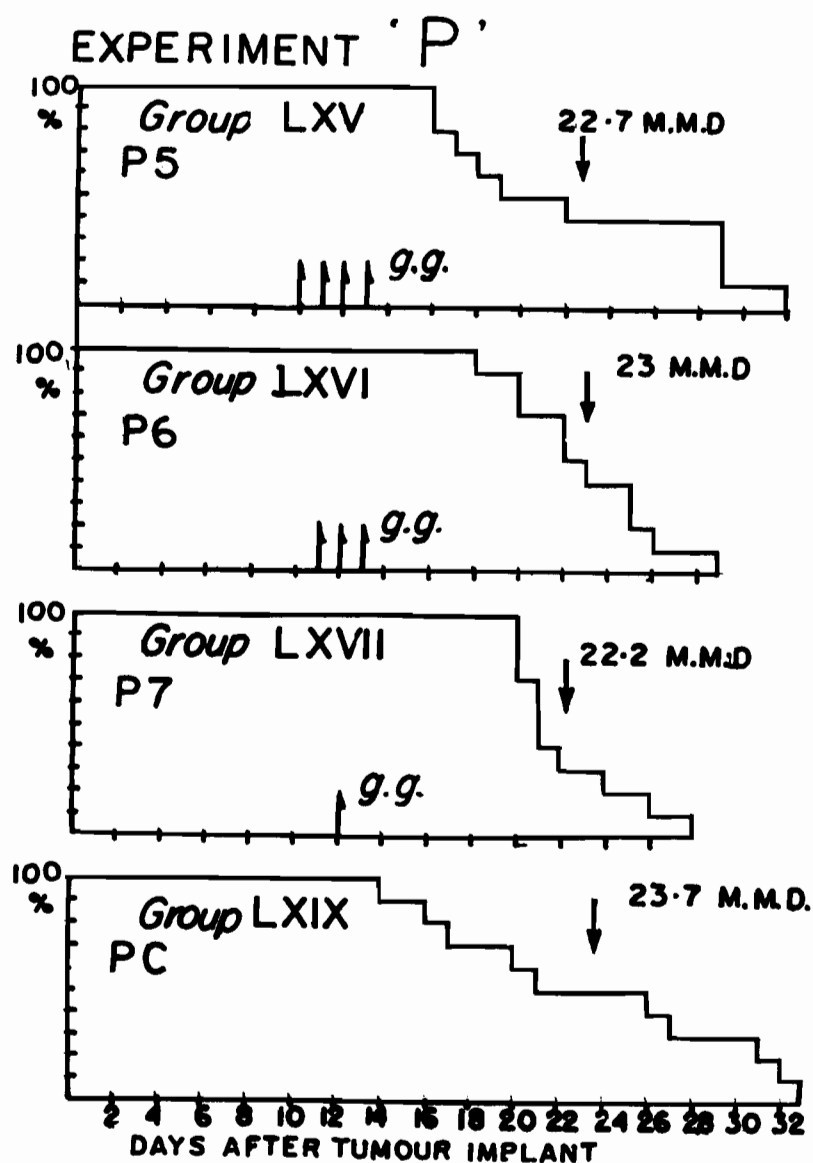 EXPERIMENT 'P'
100
%
Group LXV
P5
22·7 M.M.D
g.g.
100
%
Group LXVI
P6
23 M.M.D
g.g.
100
%
Group LXVII
P7
22·2 M.M.D
g.g.
100
%
Group LXIX
PC
23·7 M.M.D.
2 4 6 8 10 12 14 16 18 20 22 24 26 28 30 32
DAYS AFTER TUMOUR IMPLANT